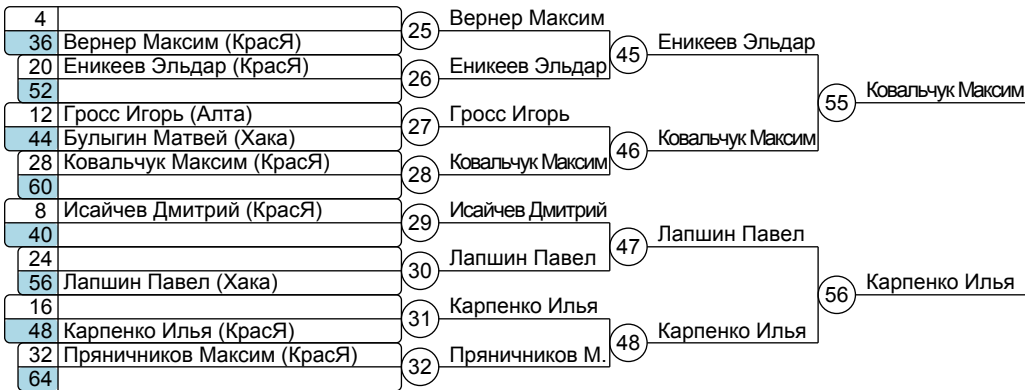 4
25 Вернер Максим
36 Вернер Максим (КрасЯ)
45 Еникеев Эльдар
20 Еникеев Эльдар (КрасЯ)
26 Еникеев Эльдар
52
55 Ковальчук Максим
12 Гросс Игорь (Алта)
27 Гросс Игорь
44 Булыгин Матвей (Хака)
46 Ковальчук Максим
28 Ковальчук Максим (КрасЯ)
28 Ковальчук Максим
60
8 Исайчев Дмитрий (КрасЯ)
29 Исайчев Дмитрий
40
47 Лапшин Павел
24
30 Лапшин Павел
56 Лапшин Павел (Хака)
56 Карпенко Илья
16
31 Карпенко Илья
48 Карпенко Илья (КрасЯ)
48 Карпенко Илья
32 Пряничников Максим (КрасЯ)
32 Пряничников М.
64